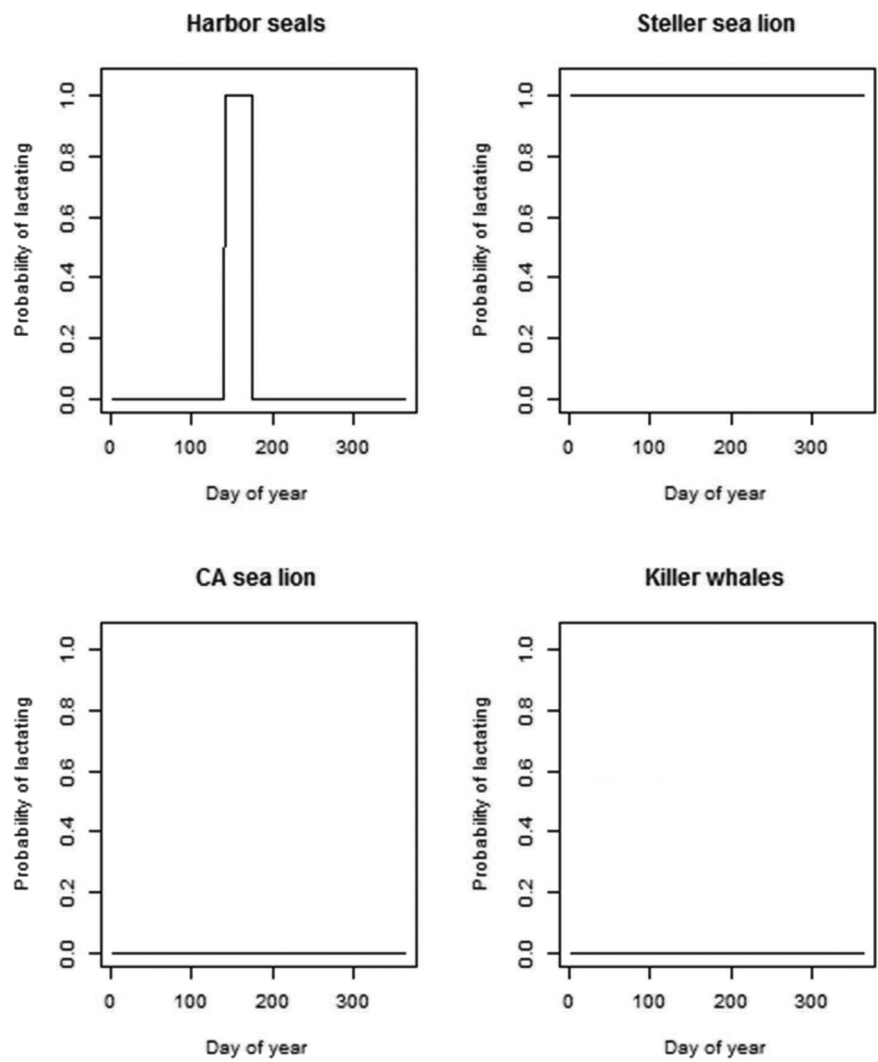 Harbor seals
Probability of lactating
1.0
0.8
0.6
0.4
0.2
0.0
0 100 200 300
Day of year
Steller sea lion
Probability of lactating
1.0
0.8
0.6
0.4
0.2
0.0
0 100 200 300
Day of year
CA sea lion
Probability of lactating
1.0
0.8
0.6
0.4
0.2
0.0
0 100 200 300
Day of year
Killer whales
Probability of lactating
1.0
0.8
0.6
0.4
0.2
0.0
0 100 200 300
Day of year